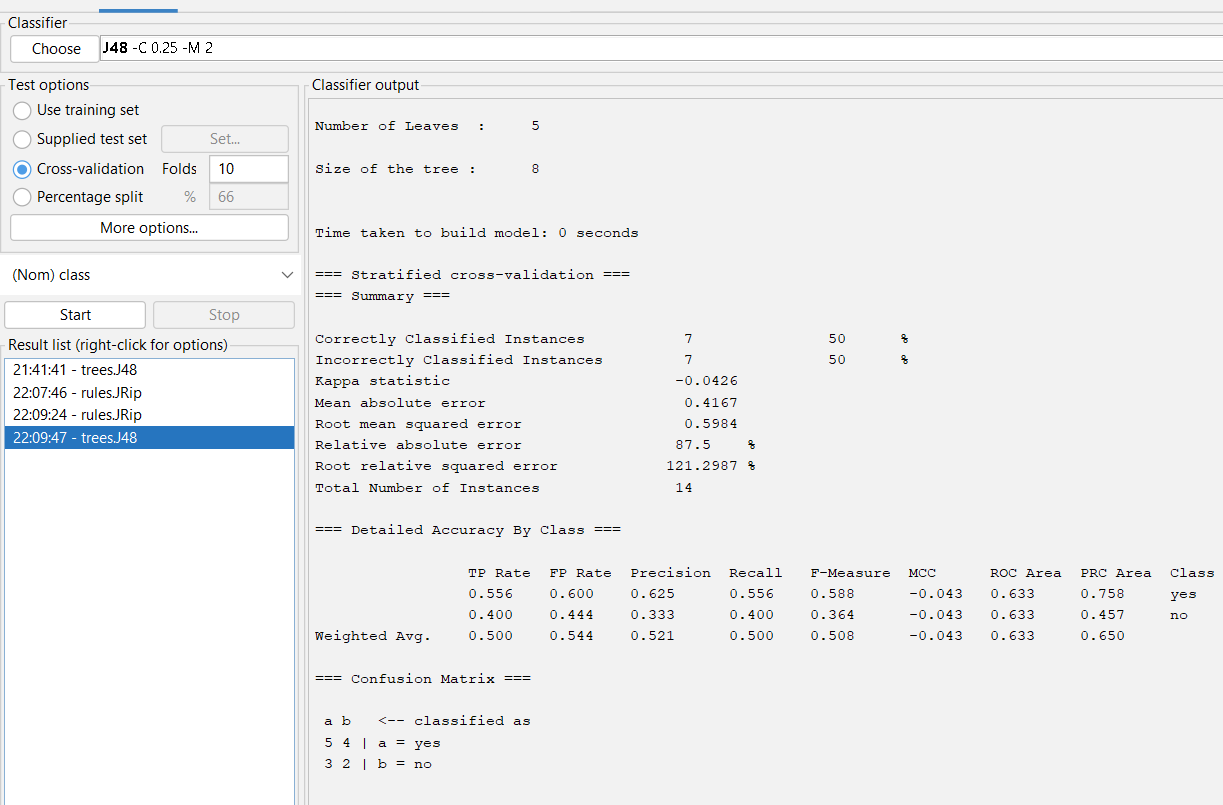 Classifier
Choose J48 -C 0.25 -M 2
Test options
Use training set
Supplied test set Set...
Cross-validation Folds 10
Percentage split % 66
More options...
(Nom) class
Start Stop
Result list (right-click for options)
21:41:41 - trees.J48
22:07:46 - rules.JRip
22:09:24 - rules.JRip
22:09:47 - trees.J48
Classifier output
Number of Leaves : 5
Size of the tree : 8
Time taken to build model: 0 seconds
=== Stratified cross-validation ===
=== Summary ===
Correctly Classified Instances 7 50 %
Incorrectly Classified Instances 7 50 %
Kappa statistic -0.0426
Mean absolute error 0.4167
Root mean squared error 0.5984
Relative absolute error 87.5 %
Root relative squared error 121.2987 %
Total Number of Instances 14
=== Detailed Accuracy By Class ===
TP Rate FP Rate Precision Recall F-Measure MCC ROC Area PRC Area Class
0.556 0.600 0.625 0.556 0.588 -0.043 0.633 0.758 yes
0.400 0.444 0.333 0.400 0.364 -0.043 0.633 0.457 no
Weighted Avg. 0.500 0.544 0.521 0.500 0.508 -0.043 0.633 0.650
=== Confusion Matrix ===
a b <-- classified as
5 4 | a = yes
3 2 | b = no